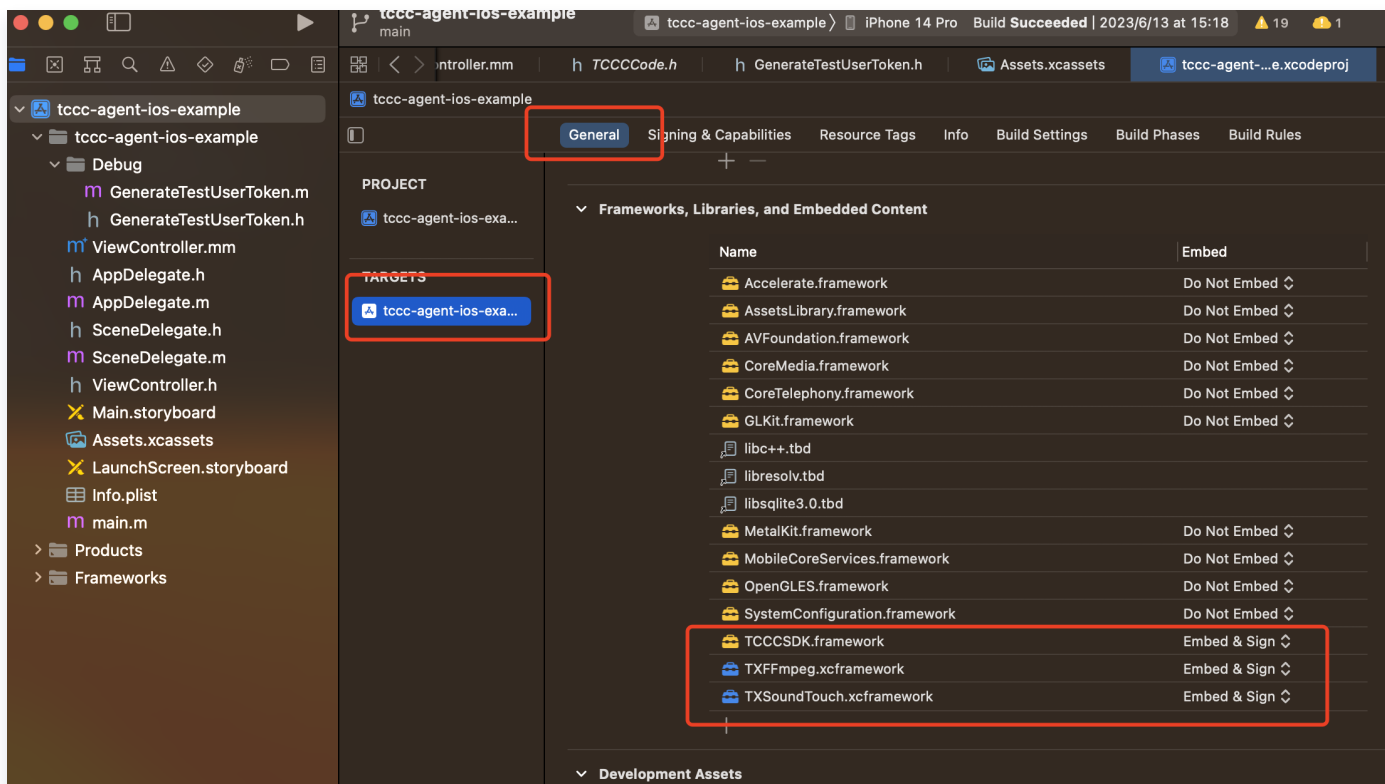 tccc-agent-ios-example
main
tccc-agent-ios-example 〉 iPhone 14 Pro Build Succeeded | 2023/6/13 at 15:18 19 1
ntroller.mm h TCCCCode.h h GenerateTestUserToken.h Assets.xcassets tccc-agent-...e.xcodeproj
tccc-agent-ios-example
General Signing & Capabilities Resource Tags Info Build Settings Build Phases Build Rules
tccc-agent-ios-example
tccc-agent-ios-example
Debug
m GenerateTestUserToken.m
h GenerateTestUserToken.h
m ViewController.mm
h AppDelegate.h
m AppDelegate.m
h SceneDelegate.h
m SceneDelegate.m
h ViewController.h
Main.storyboard
Assets.xcassets
LaunchScreen.storyboard
Info.plist
m main.m
Products
Frameworks
PROJECT
tccc-agent-ios-exa...
TARGETS
tccc-agent-ios-exa...
Frameworks, Libraries, and Embedded Content
Name Embed
Accelerate.framework Do Not Embed
AssetsLibrary.framework Do Not Embed
AVFoundation.framework Do Not Embed
CoreMedia.framework Do Not Embed
CoreTelephony.framework Do Not Embed
GLKit.framework Do Not Embed
libc++.tbd
libresolv.tbd
libsqlite3.0.tbd
MetalKit.framework Do Not Embed
MobileCoreServices.framework Do Not Embed
OpenGLES.framework Do Not Embed
SystemConfiguration.framework Do Not Embed
TCCCSDK.framework Embed & Sign
TXFFmpeg.xcframework Embed & Sign
TXSoundTouch.xcframework Embed & Sign
Development Assets